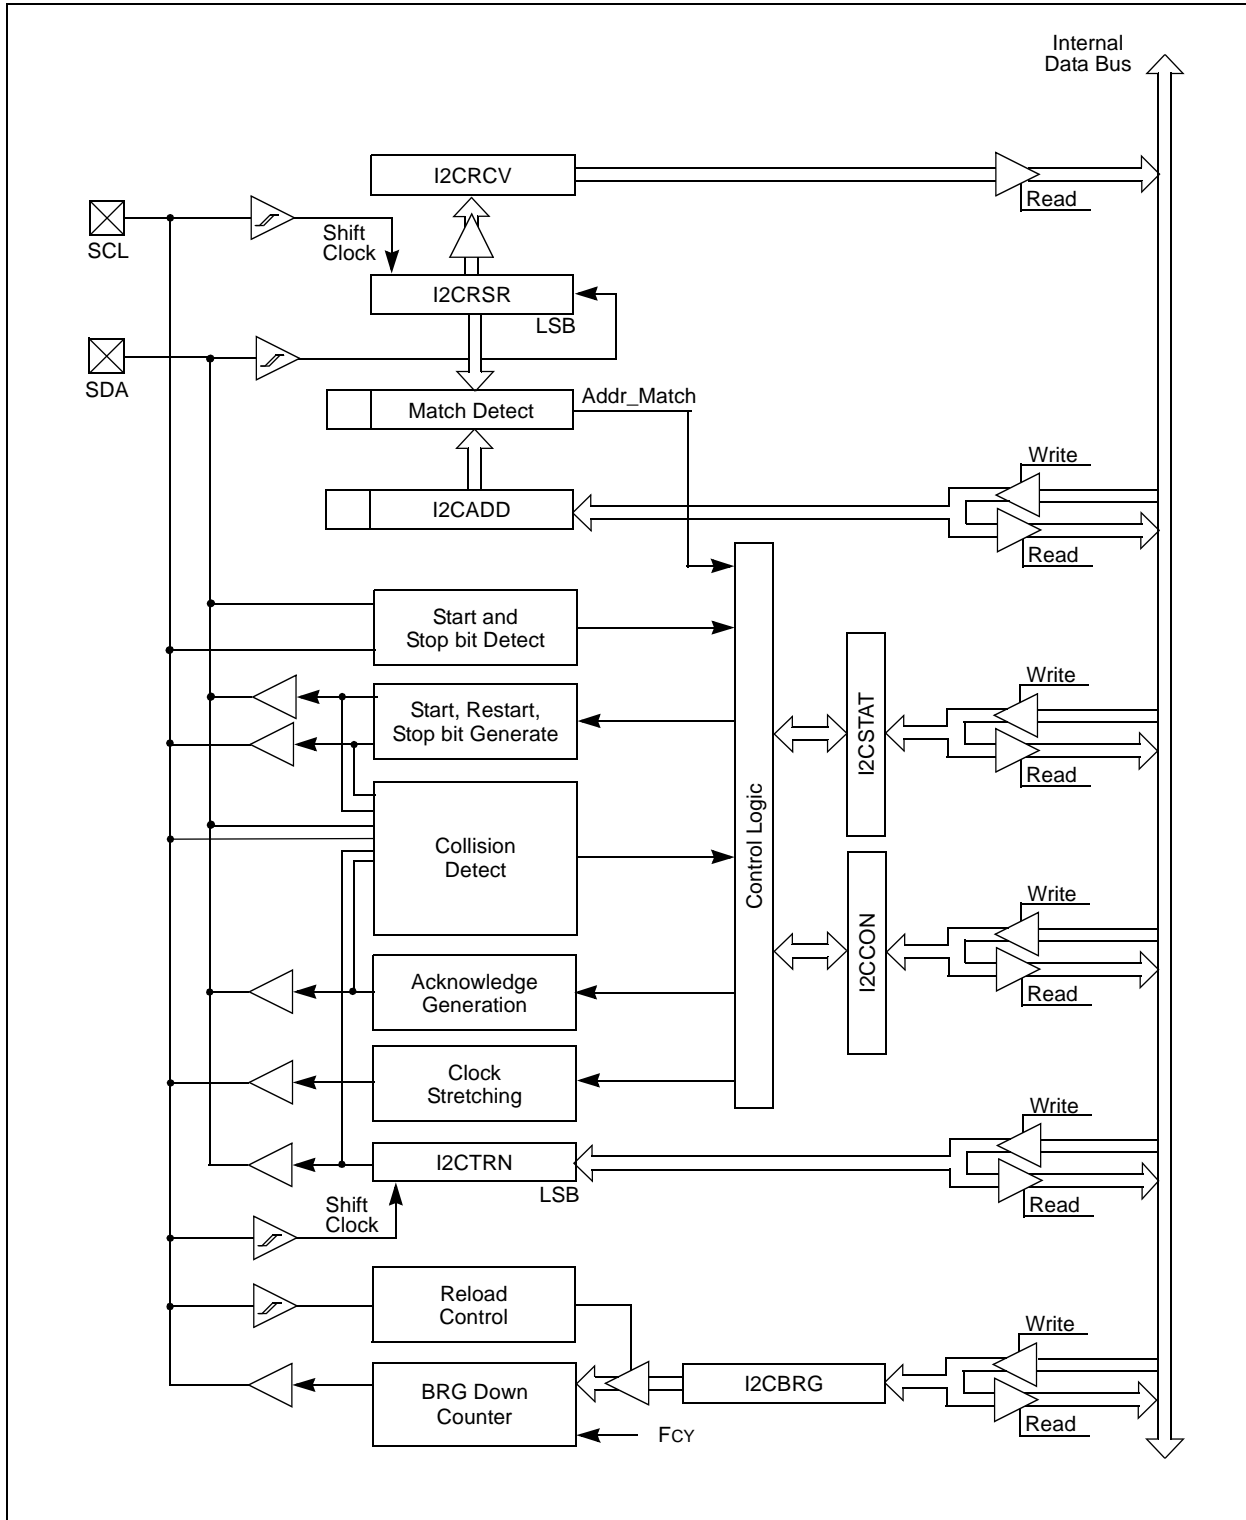 Internal
Data Bus
I2CRCV
Read
SCL
Shift
Clock
I2CRSR
LSB
SDA
Match Detect
Addr_Match
Write
I2CADD
Read
Start and
Stop bit Detect
Start, Restart,
Stop bit Generate
Write
I2CSTAT
Read
Collision
Detect
Control Logic
Write
I2CCON
Read
Acknowledge
Generation
Clock
Stretching
Write
I2CTRN
LSB
Read
Shift
Clock
Reload
Control
Write
I2CBRG
BRG Down
Counter
Read
FCY